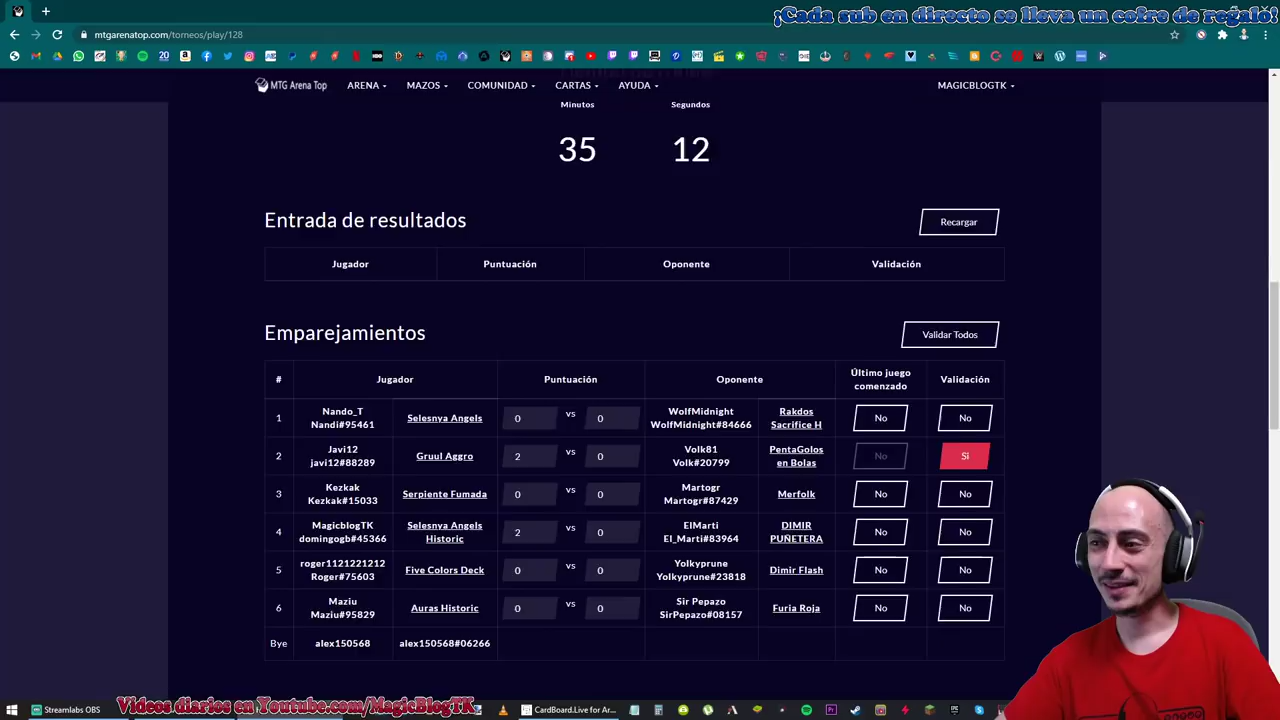 ¡Cada sub en directo se lleva un cofre de regalo!
mtgarenatop.com/torneos/play/128
MTG Arena Top
ARENA
MAZOS
COMUNIDAD
CARTAS
AYUDA
MAGICBLOGTK
Minutos
Segundos
35
12
Entrada de resultados
Recargar
Jugador
Puntuación
Oponente
Validación
Emparejamientos
Validar Todos
#
Jugador
Puntuación
Oponente
Último juego
comenzado
Validación
1
Nando_T
Nandi#95461
Selesnya Angels
0
vs
0
WolfMidnight
WolfMidnight#84666
Rakdos
Sacrifice H
No
No
2
Javi12
javi12#88289
Gruul Aggro
2
vs
0
Volk81
Volk#20799
PentaGolos
en Bolas
No
Si
3
Kezkak
Kezkak#15033
Serpiente Fumada
0
vs
0
Martogr
Martogr#87429
Merfolk
No
No
4
MagicblogTK
domingogb#45366
Selesnya Angels
Historic
2
vs
0
ElMarti
El_Marti#83964
DIMIR
PUÑETERA
No
No
5
roger1121221212
Roger#75603
Five Colors Deck
0
vs
0
Yolkyprune
Yolkyprune#23818
Dimir Flash
No
No
6
Maziu
Maziu#95829
Auras Historic
0
vs
0
Sir Pepazo
SirPepazo#08157
Furia Roja
No
No
Bye
alex150568
alex150568#06266
Streamlabs OBS
Videos diarios en Youtube.com/MagicBlogTK
CardBoard.Live for Ar...